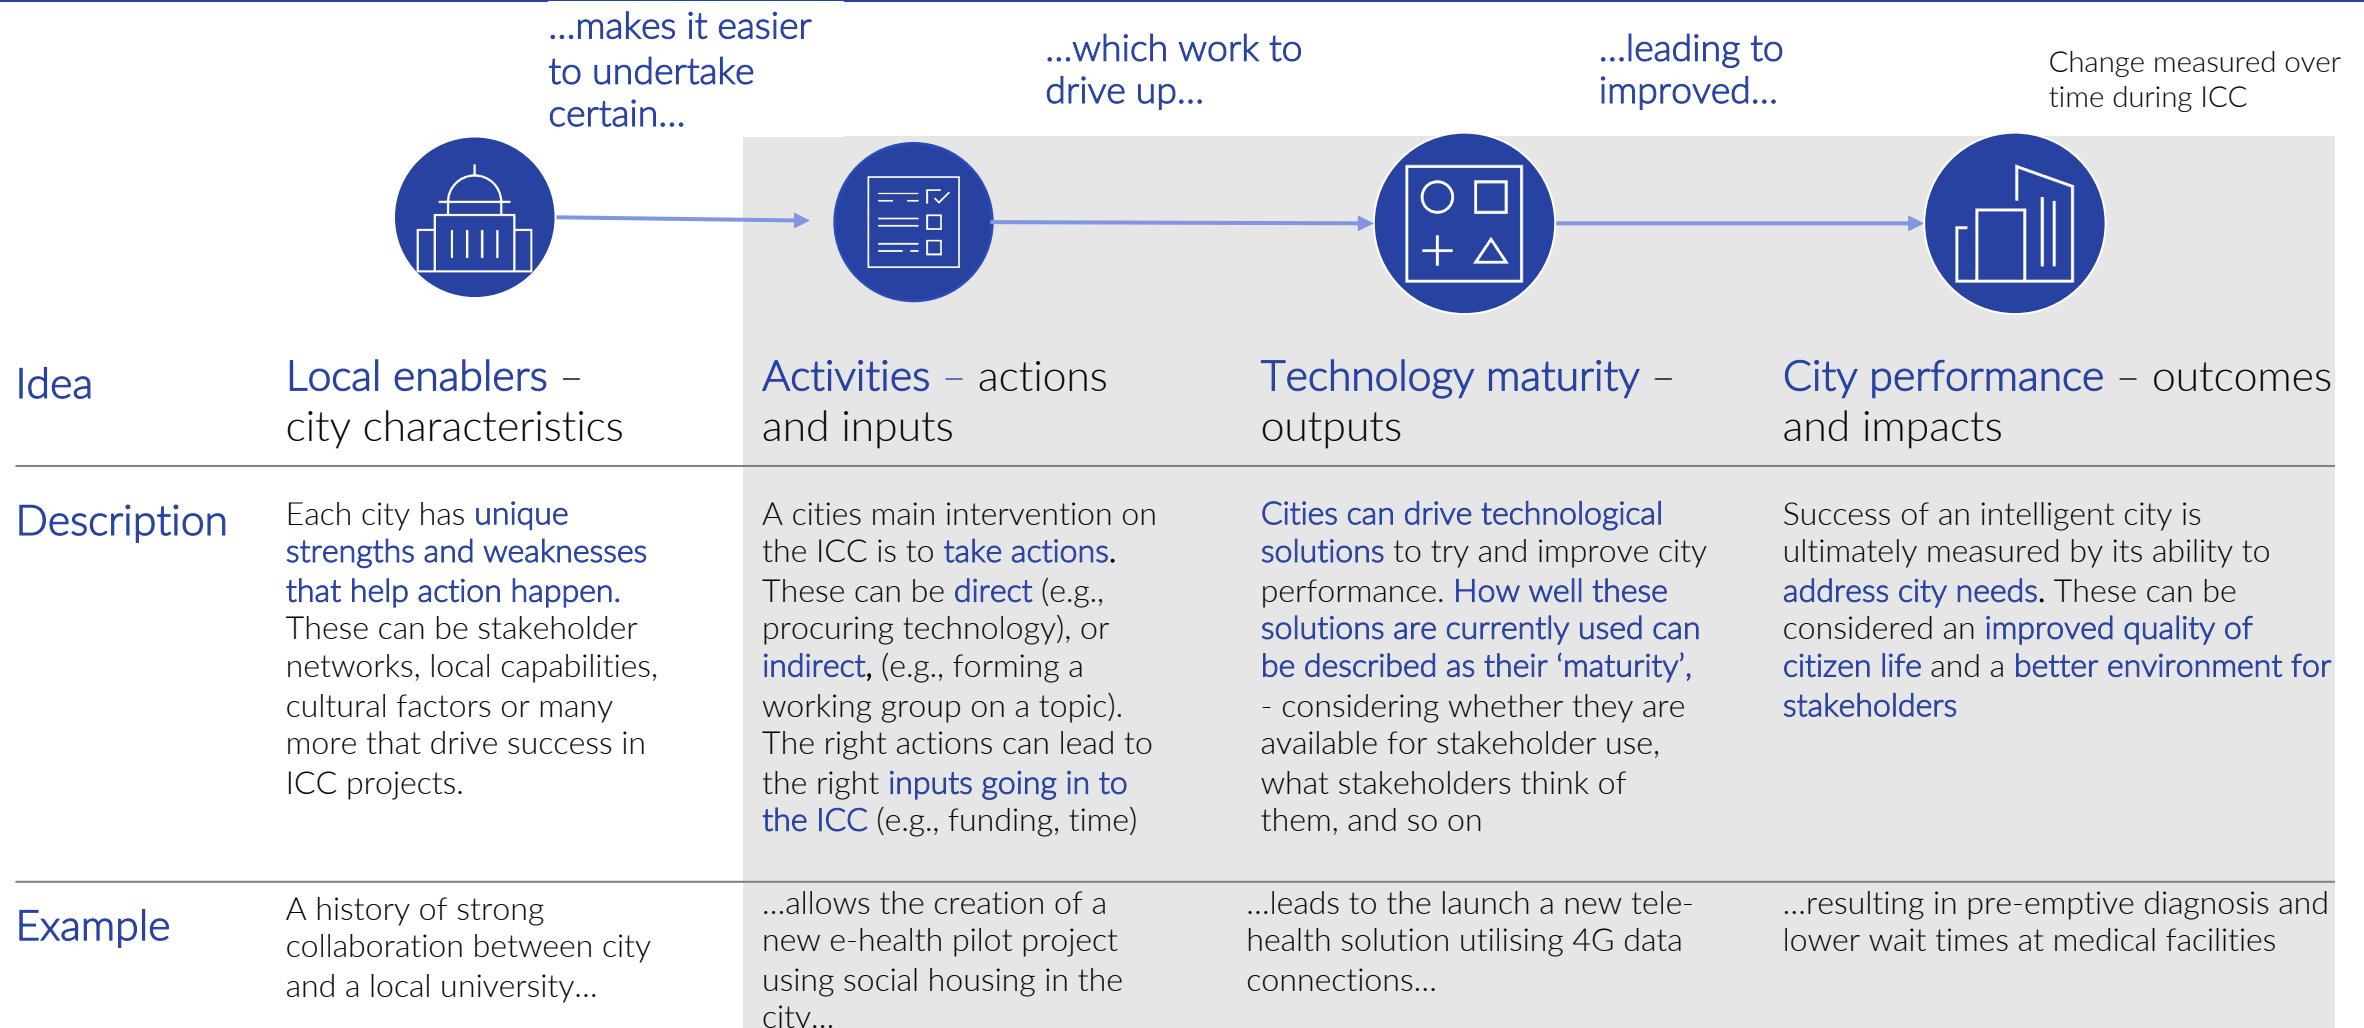 ...makes it easier
to undertake
certain...
...which work to
drive up...
...leading to
improved...
Change measured over
time during ICC
Idea
Local enablers –
city characteristics
Activities – actions
and inputs
Technology maturity –
outputs
City performance – outcomes
and impacts
Description
Each city has unique
strengths and weaknesses
that help action happen.
These can be stakeholder
networks, local capabilities,
cultural factors or many
more that drive success in
ICC projects.
A cities main intervention on
the ICC is to take actions.
These can be direct (e.g.,
procuring technology), or
indirect, (e.g., forming a
working group on a topic).
The right actions can lead to
the right inputs going in to
the ICC (e.g., funding, time)
Cities can drive technological
solutions to try and improve city
performance. How well these
solutions are currently used can
be described as their ‘maturity’,
- considering whether they are
available for stakeholder use,
what stakeholders think of
them, and so on
Success of an intelligent city is
ultimately measured by its ability to
address city needs. These can be
considered an improved quality of
citizen life and a better environment for
stakeholders
Example
A history of strong
collaboration between city
and a local university...
...allows the creation of a
new e-health pilot project
using social housing in the
city...
...leads to the launch a new tele-
health solution utilising 4G data
connections...
...resulting in pre-emptive diagnosis and
lower wait times at medical facilities